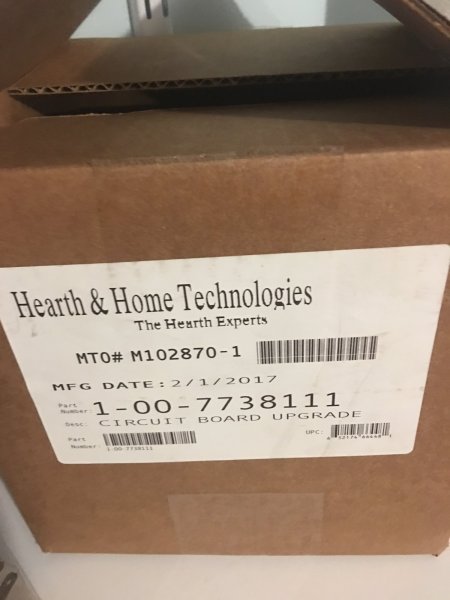 Hearth & Home Technologies
The Hearth Experts
MTO# M102870-1
MFG DATE: 2/1/2017
Part Number: 1-00-7738111
Desc: CIRCUIT BOARD UPGRADE
UPC:
Part Number: 1-00-7738111